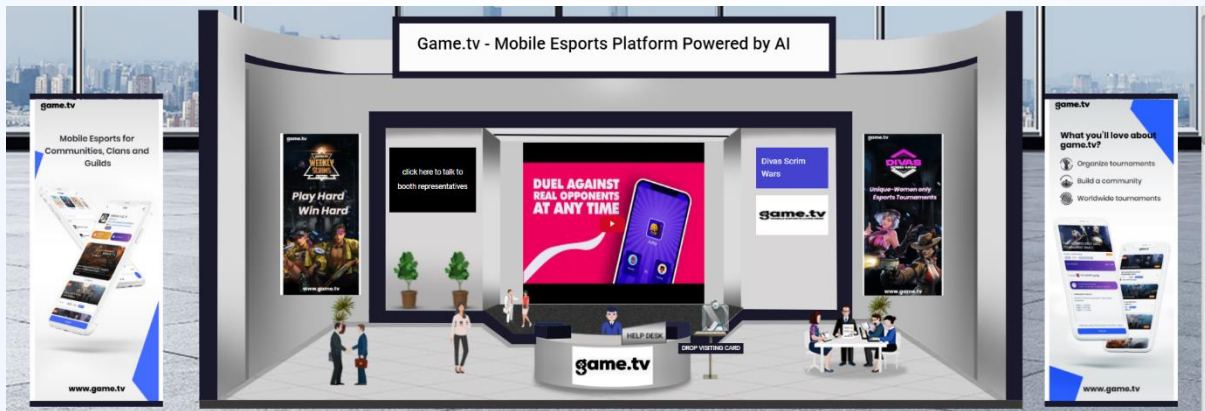 Game.tv - Mobile Esports Platform Powered by AI
game.tv
Mobile Esports for
Communities, Clans and
Guilds
www.game.tv
game.tv
WEEKLY
SCRIMS
Play Hard
Win Hard
www.game.tv
click here to talk to
booth representatives
DUEL AGAINST
REAL OPPONENTS
AT ANY TIME
Divas Scrim
Wars
game.tv
game.tv
DIVAS
Unique-Women only
Esports Tournaments
www.game.tv
HELP DESK
DROP VISITING CARD
game.tv
game.tv
What you'll love about
game.tv?
Organize tournaments
Build a community
Worldwide tournaments
www.game.tv